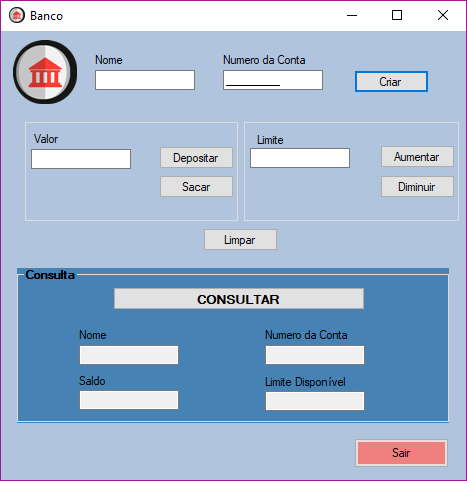 Banco
Nome
Numero da Conta
Criar
Valor
Depositar
Sacar
Limite
Aumentar
Diminuir
Limpar
Consulta
CONSULTAR
Nome
Numero da Conta
Saldo
Limite Disponível
Sair